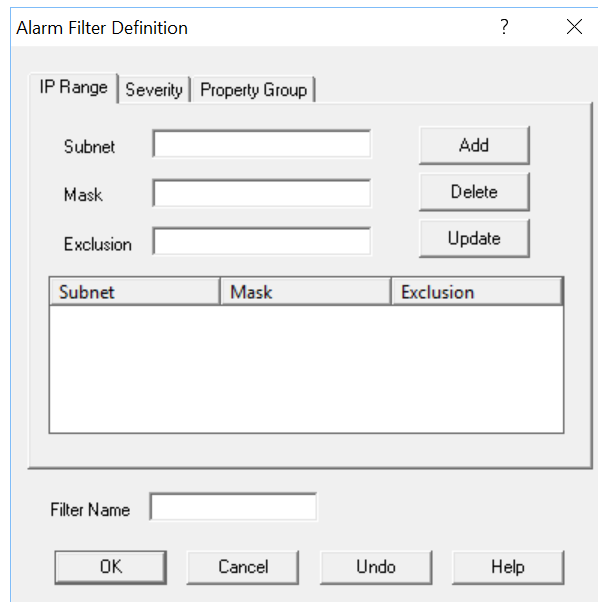 Alarm Filter Definition ?
IP Range Severity Property Group
Subnet Add
Mask Delete
Exclusion Update
Subnet Mask Exclusion
Filter Name
OK Cancel Undo Help